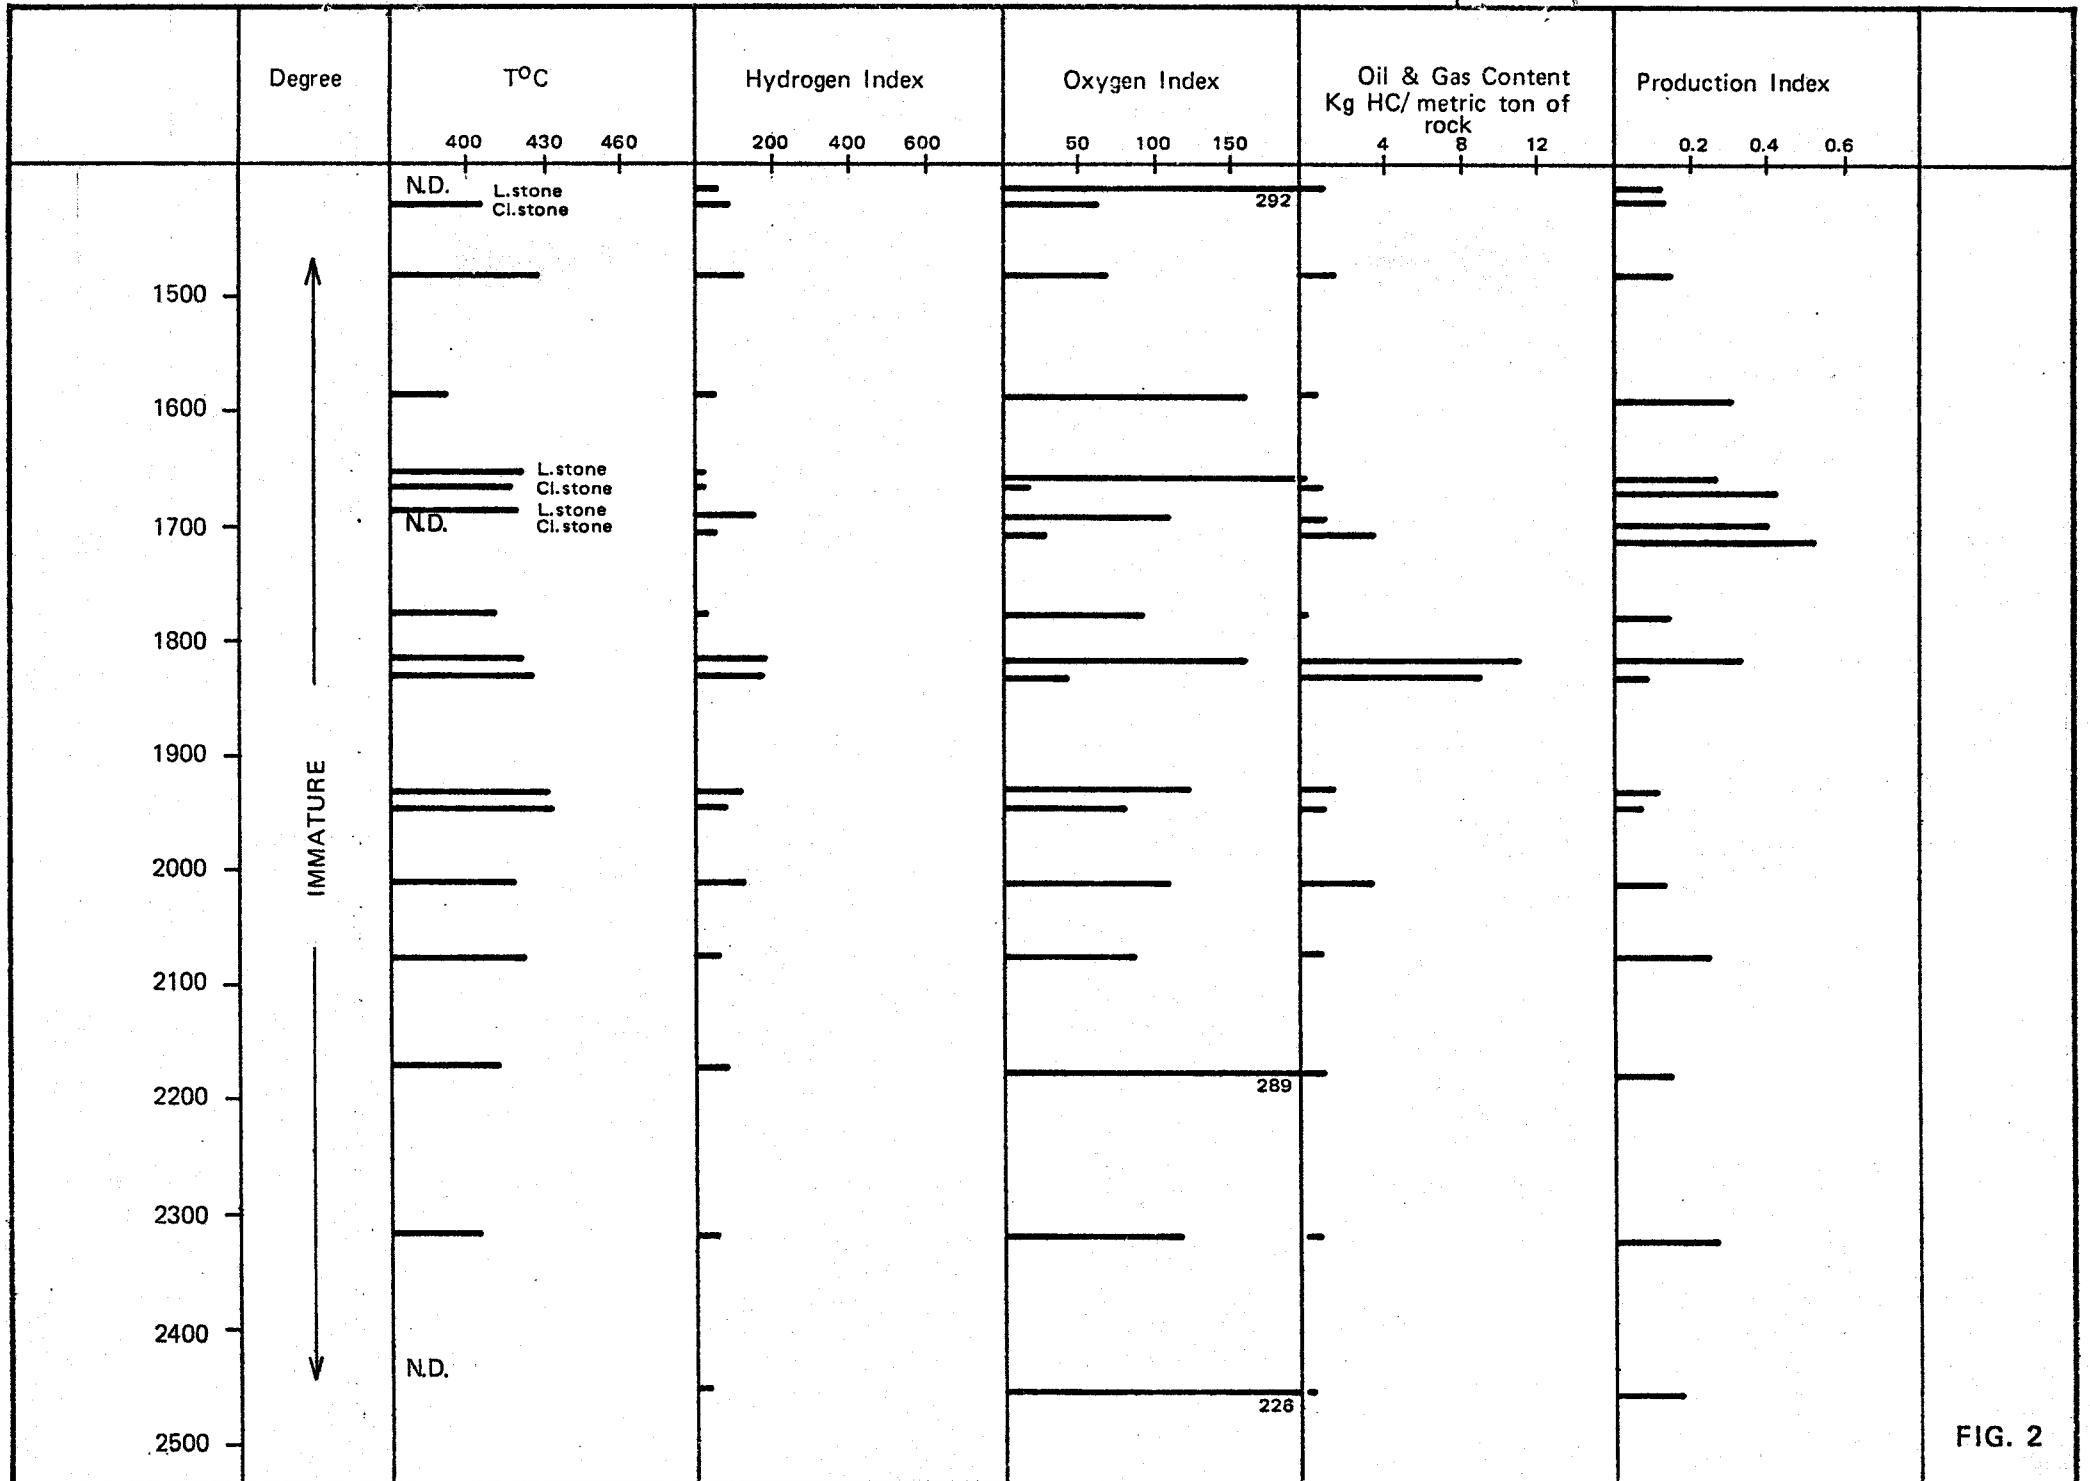 Degree
T°C
Hydrogen Index
Oxygen Index
Oil & Gas Content
Kg HC/ metric ton of
rock
Production Index
400 430 460
200 400 600
50 100 150
4 8 12
0.2 0.4 0.6
N.D.
L.stone
Cl.stone
292
1500
1600
L.stone
Cl.stone
L.stone
N.D.
Cl.stone
1700
1800
1900
IMMATURE
2000
2100
289
2200
2300
2400
N.D.
226
2500
FIG. 2